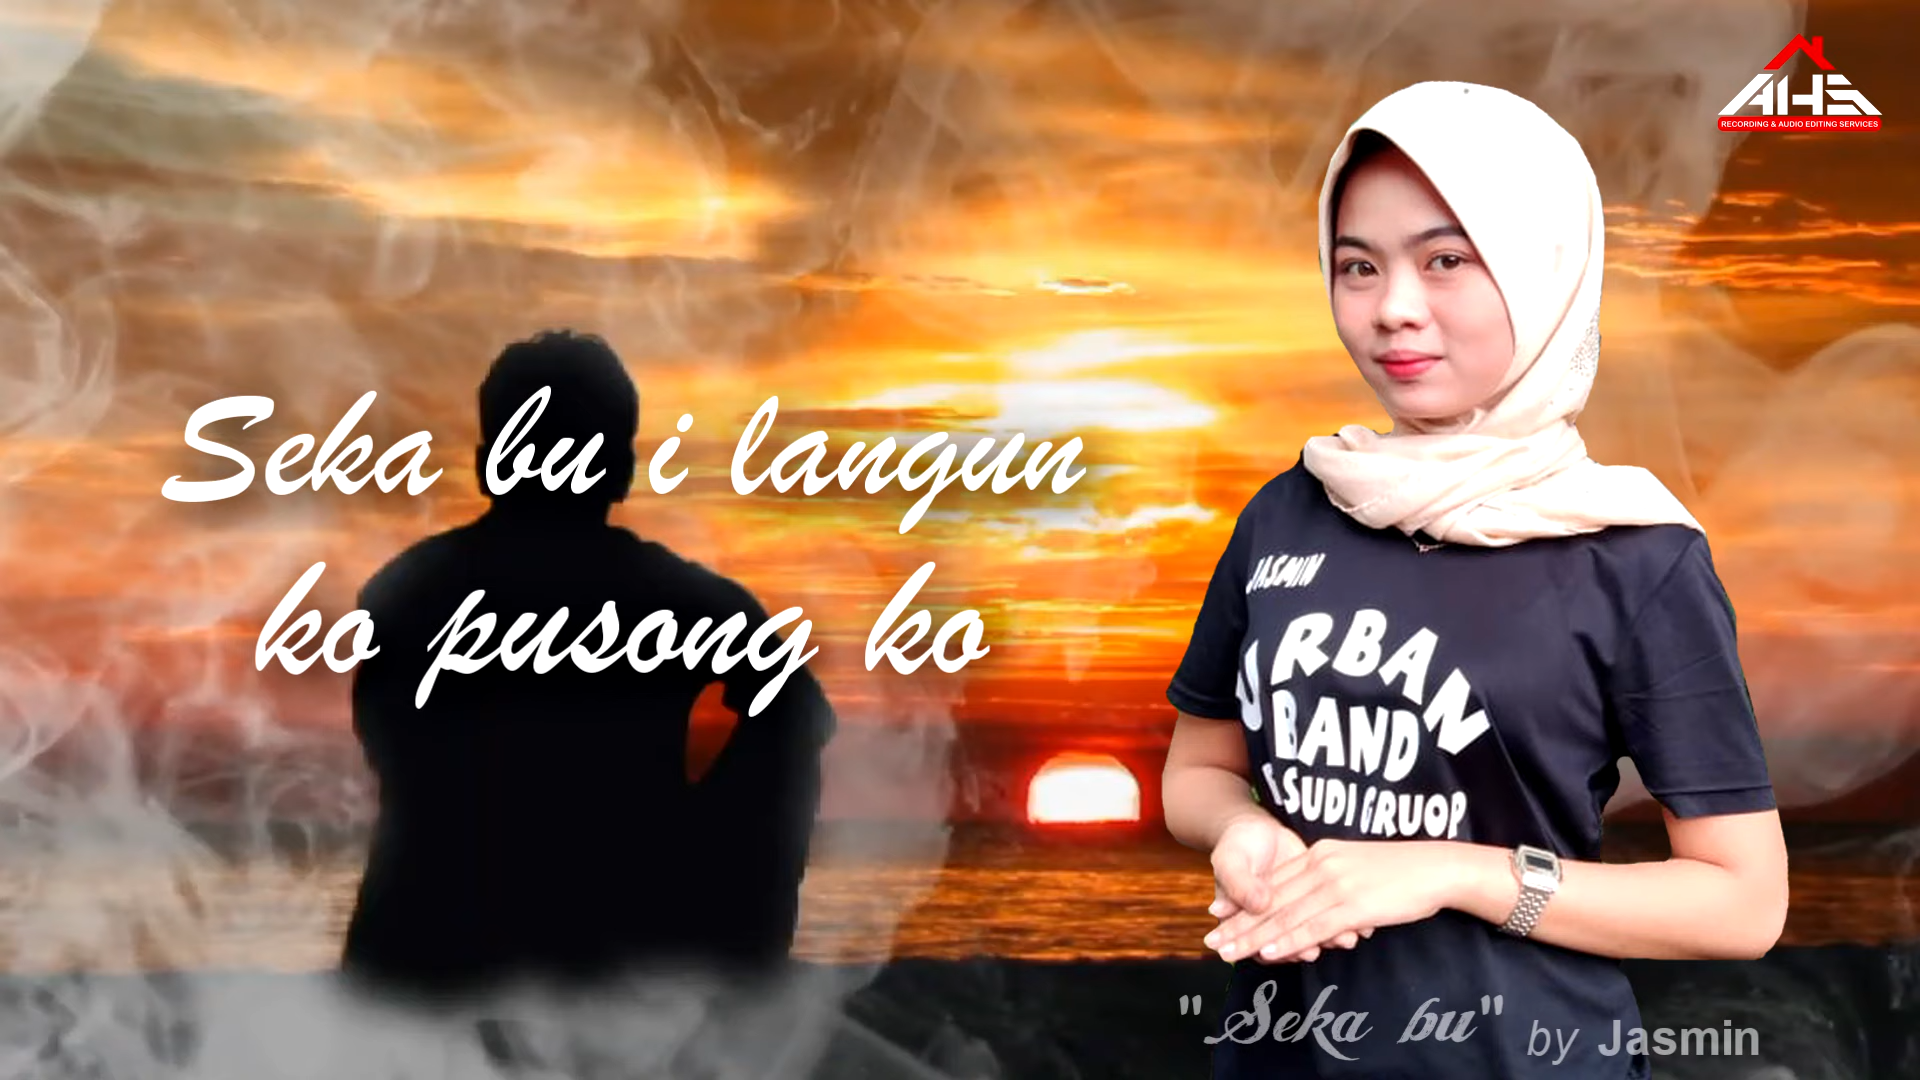 AHS
RECORDING & AUDIO EDITING SERVICES
Seka bu i langun
ko pusong ko
JASMIN
URBAN
BAND
SUDI GRUOP
"Seka bu" by Jasmin